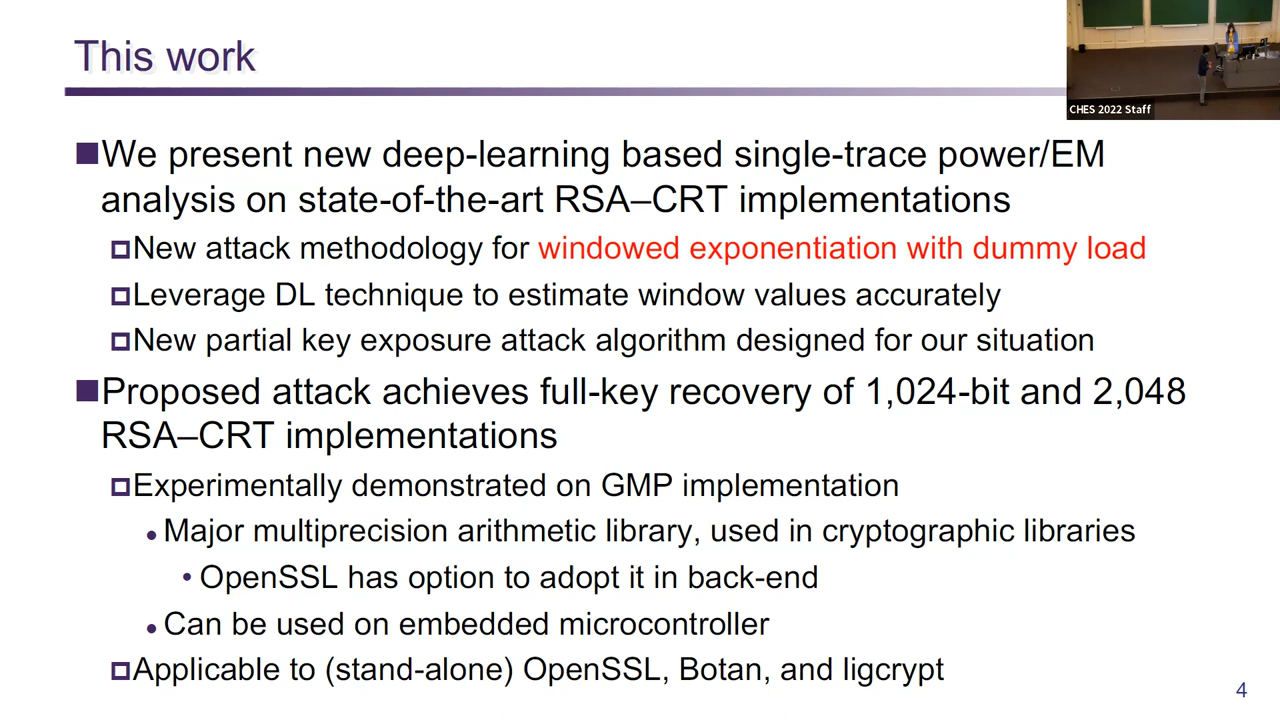 This work
CHES 2022 Staff
We present new deep-learning based single-trace power/EM
analysis on state-of-the-art RSA–CRT implementations
New attack methodology for windowed exponentiation with dummy load
Leverage DL technique to estimate window values accurately
New partial key exposure attack algorithm designed for our situation
Proposed attack achieves full-key recovery of 1,024-bit and 2,048
RSA–CRT implementations
Experimentally demonstrated on GMP implementation
Major multiprecision arithmetic library, used in cryptographic libraries
OpenSSL has option to adopt it in back-end
Can be used on embedded microcontroller
Applicable to (stand-alone) OpenSSL, Botan, and ligcrypt
4